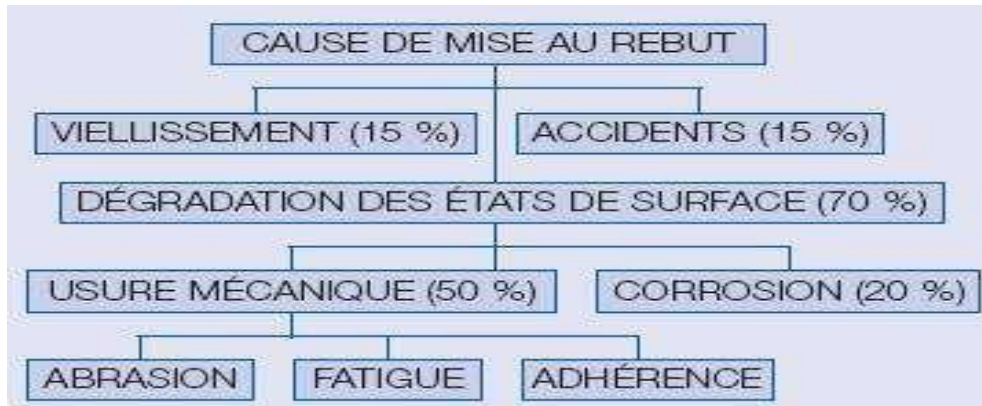 CAUSE DE MISE AU REBUT
VIELLISSEMENT (15 %)
ACCIDENTS (15 %)
DÉGRADATION DES ÉTATS DE SURFACE (70 %)
USURE MÉCANIQUE (50 %)
CORROSION (20 %)
ABRASION
FATIGUE
ADHÉRENCE